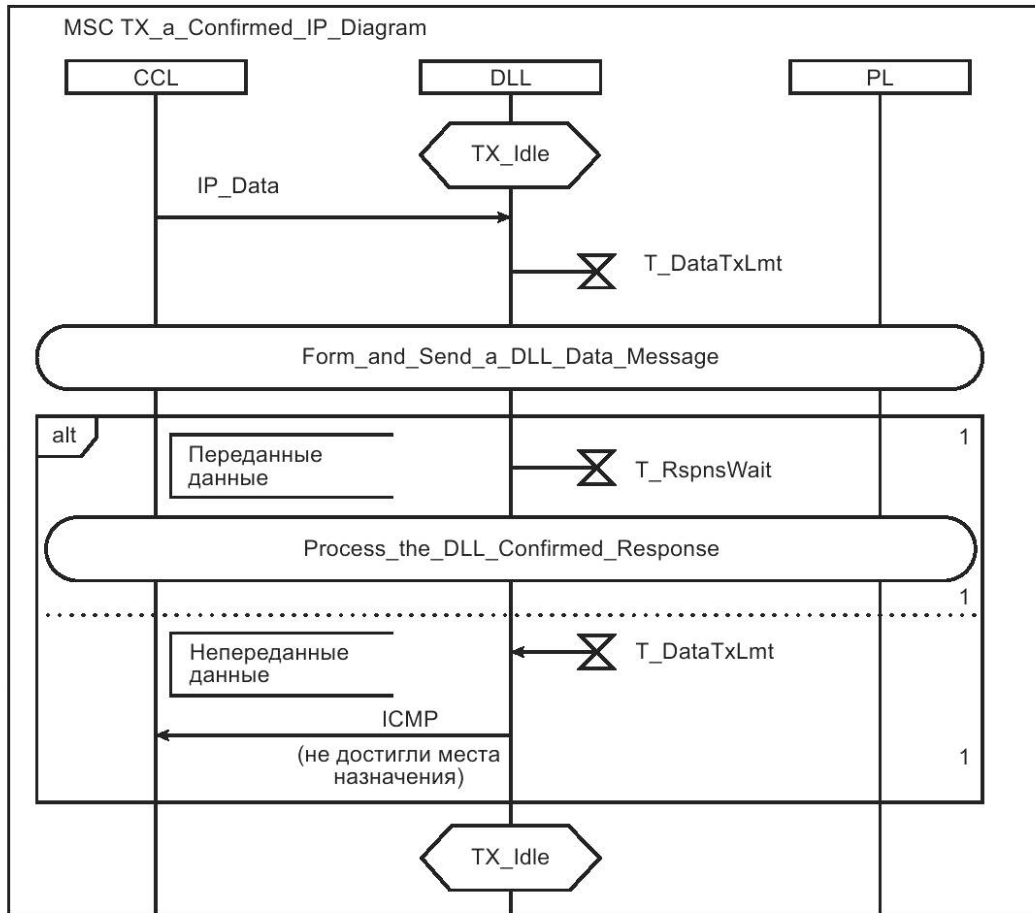 MSC TX_a_Confirmed_IP_Diagram
CCL
DLL
PL
TX_Idle
IP_Data
T_DataTxLmt
Form_and_Send_a_DLL_Data_Message
alt
1
Переданные
данные
T_RspnsWait
Process_the_DLL_Confirmed_Response
1
Непереданные
данные
T_DataTxLmt
ICMP
(не достигли места
назначения)
1
TX_Idle